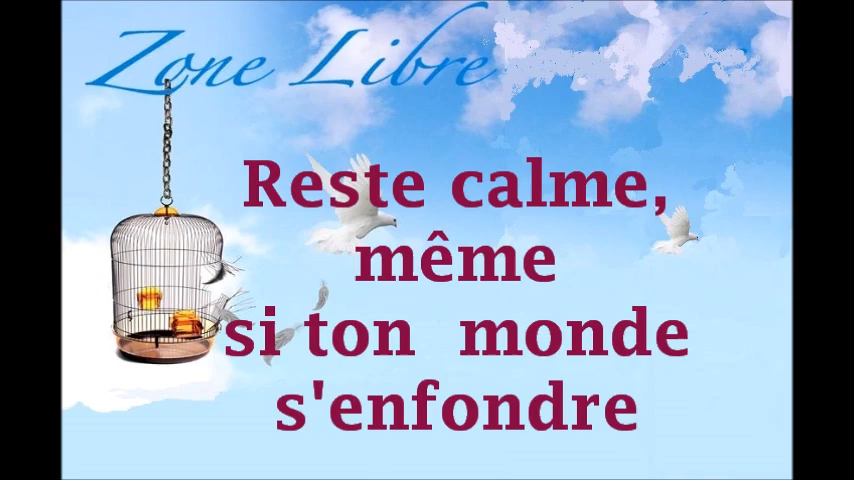 Zone Libre
Reste calme,
même
si ton monde
s'enfondre